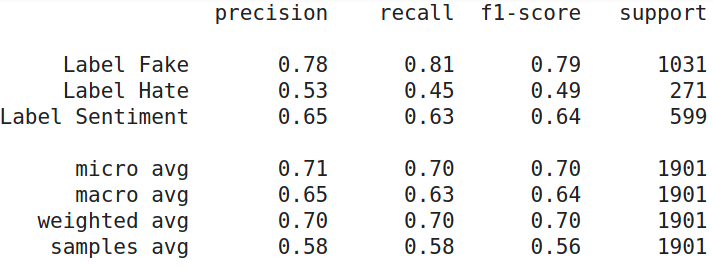 precision recall f1-score support
Label Fake 0.78 0.81 0.79 1031
Label Hate 0.53 0.45 0.49 271
Label Sentiment 0.65 0.63 0.64 599
micro avg 0.71 0.70 0.70 1901
macro avg 0.65 0.63 0.64 1901
weighted avg 0.70 0.70 0.70 1901
samples avg 0.58 0.58 0.56 1901